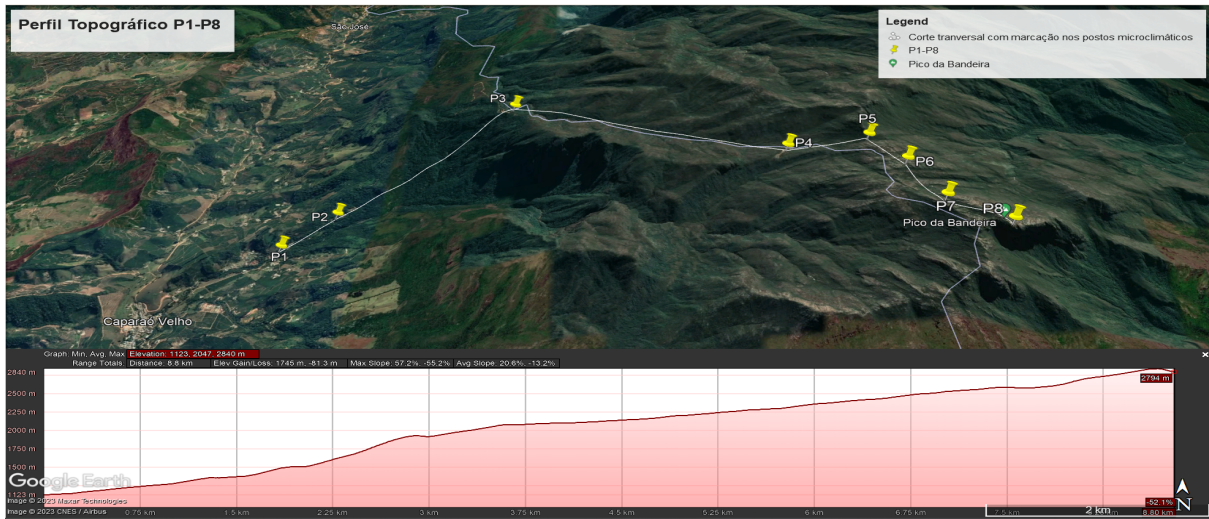 Perfil Topográfico P1-P8
São José
Legend
Corte tranversal com marcação nos postos microclimáticos
P1-P8
Pico da Bandeira
P3
P5
P4
P6
P2
P7
P8
Pico da Bandeira
P1
Caparaó Velho
Graph: Min, Avg, Max Elevation: 1123, 2047, 2840 m
Range Totals: Distance: 8.8 km Elev Gain/Loss: 1745 m, -81.3 m Max Slope: 57.2%, -55.2% Avg Slope: 20.6%, -13.2%
2840 m
2794 m
2500 m
2250 m
2000 m
1750 m
1500 m
Google Earth
1123 m
Image © 2023 Maxar Technologies
-52.1%
N
Image © 2023 CNES / Airbus
0.75 km 1.5 km 2.25 km 3 km 3.75 km 4.5 km 5.25 km 6 km 6.75 km 7.5 km 2 km 8.80 km